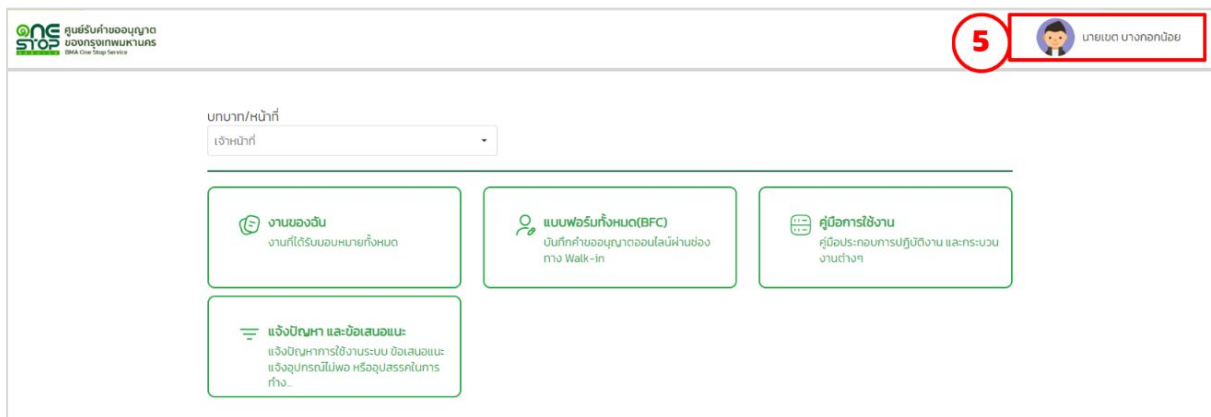 ONE STOP SERVICE
ศูนย์รับคำขออนุญาต
ของกรุงเทพมหานคร
BMA One Stop Service
5
นายเขต บางกอกน้อย
บทบาท/หน้าที่
เจ้าหน้าที่
งานของฉัน
งานที่ได้รับมอบหมายทั้งหมด
แบบฟอร์มทั้งหมด(BFC)
บันทึกคำขออนุญาตออนไลน์ผ่านช่อง
ทาง Walk-in
คู่มือการใช้งาน
คู่มือประกอบการปฏิบัติงาน และกระบวน
งานต่างๆ
แจ้งปัญหา และข้อเสนอแนะ
แจ้งปัญหาการใช้งานระบบ ข้อเสนอแนะ
แจ้งอุปกรณ์ไม่พอ หรืออุปสรรคในการ
ทำง...